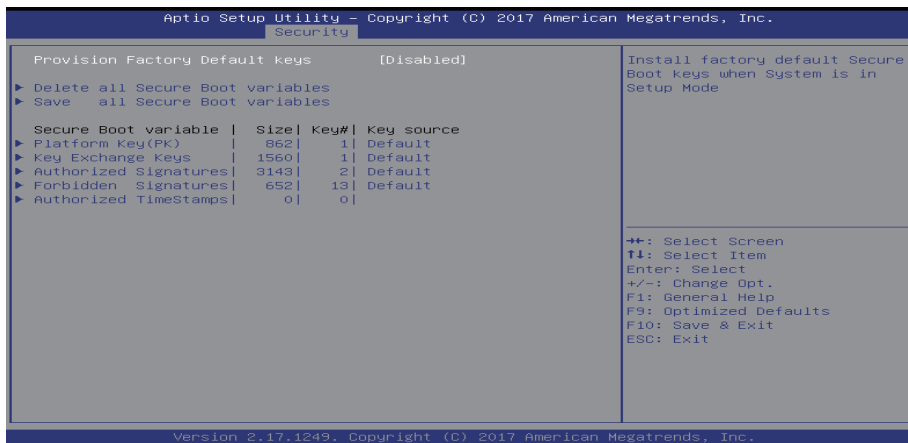 Aptio Setup Utility – Copyright (C) 2017 American Megatrends, Inc.
Security
Provision Factory Default keys [Disabled]
▶ Delete all Secure Boot variables
▶ Save all Secure Boot variables
Secure Boot variable | Size| Key#| Key source
▶ Platform Key(PK) | 862| 1| Default
▶ Key Exchange Keys | 1560| 1| Default
▶ Authorized Signatures| 3143| 2| Default
▶ Forbidden Signatures| 652| 13| Default
▶ Authorized TimeStamps| 0| 0|
Install factory default Secure
Boot keys when System is in
Setup Mode
→←: Select Screen
↑↓: Select Item
Enter: Select
+/-: Change Opt.
F1: General Help
F9: Optimized Defaults
F10: Save & Exit
ESC: Exit
Version 2.17.1249. Copyright (C) 2017 American Megatrends, Inc.